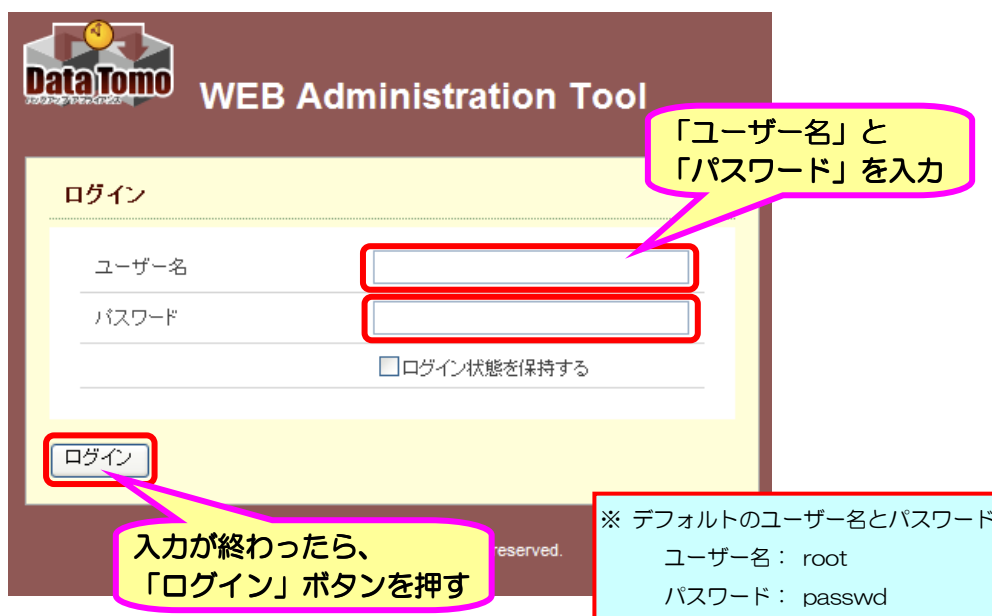 DataTomo
WEB Administration Tool
「ユーザー名」と
「パスワード」を入力
ログイン
ユーザー名
パスワード
ログイン状態を保持する
ログイン
入力が終わったら、
「ログイン」ボタンを押す
reserved.
※ デフォルトのユーザー名とパスワード
ユーザー名： root
パスワード： passwd